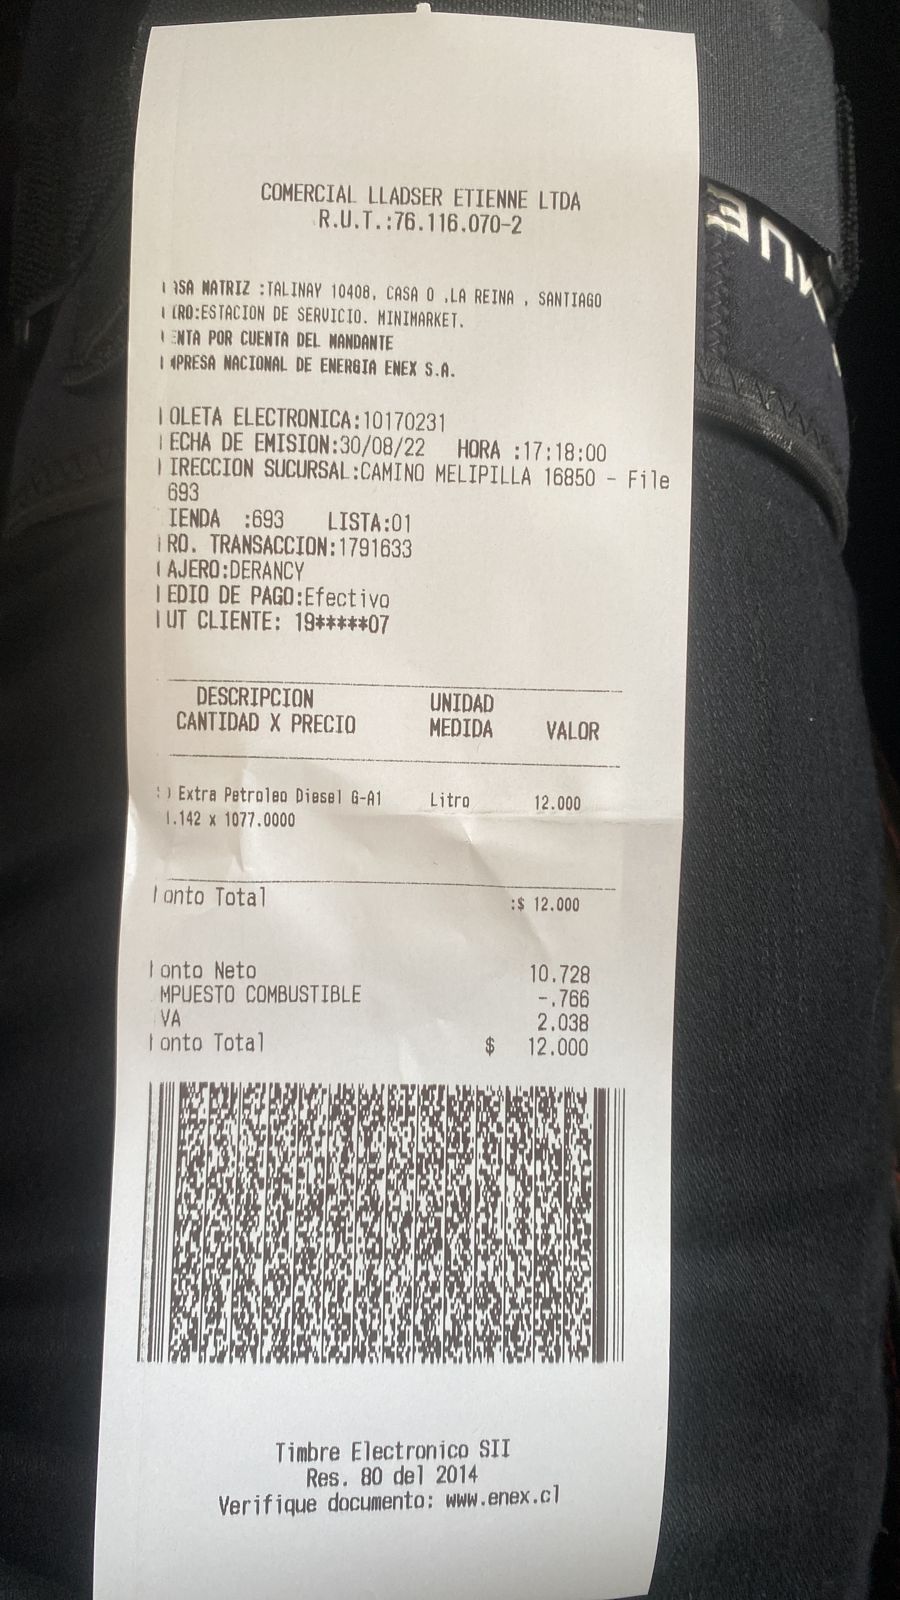 COMERCIAL LLADSER ETIENNE LTDA
R.U.T.:76.116.070-2
ASA MATRIZ :TALINAY 10408, CASA O ,LA REINA , SANTIAGO
IRO:ESTACION DE SERVICIO. MINIMARKET.
ENTA POR CUENTA DEL MANDANTE
MPRESA NACIONAL DE ENERGIA ENEX S.A.
OLETA ELECTRONICA:10170231
ECHA DE EMISION:30/08/22 HORA :17:18:00
IRECCION SUCURSAL:CAMINO MELIPILLA 16850 - File
693
IENDA :693 LISTA:01
RO. TRANSACCION:1791633
AJERO:DERANCY
EDIO DE PAGO:Efectivo
UT CLIENTE: 19*****07
DESCRIPCION UNIDAD
CANTIDAD X PRECIO MEDIDA VALOR
Extra Petroleo Diesel G-A1 Litro 12.000
1.142 x 1077.0000
onto Total :$ 12.000
onto Neto 10.728
MPUESTO COMBUSTIBLE -.766
VA 2.038
onto Total $ 12.000
Timbre Electronico SII
Res. 80 del 2014
Verifique documento: www.enex.cl